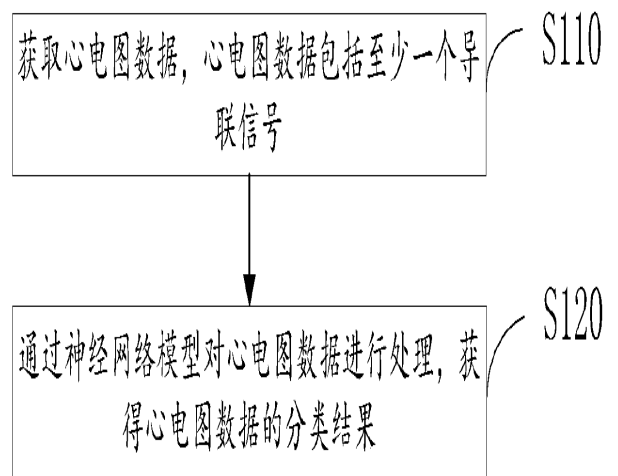 获取心电图数据，心电图数据包括至少一个导
联信号
S110
通过神经网络模型对心电图数据进行处理，获
得心电图数据的分类结果
S120